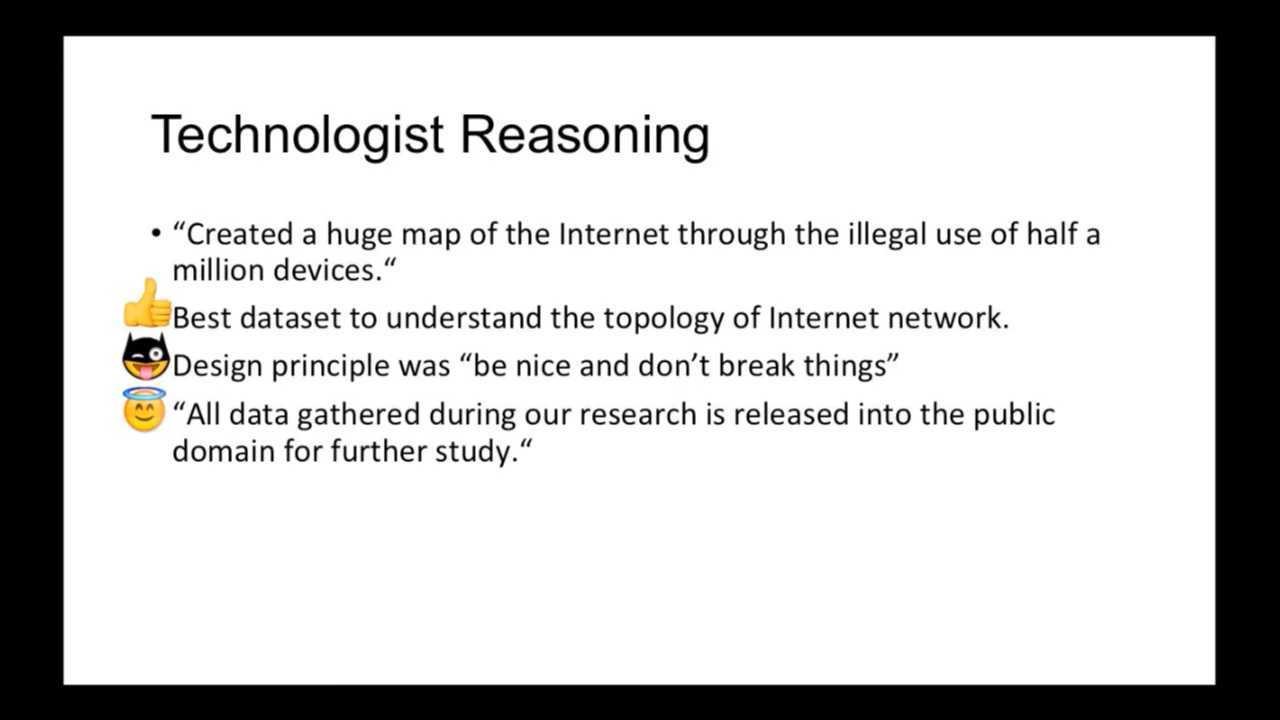 Technologist Reasoning
• “Created a huge map of the Internet through the illegal use of half a
million devices.“
Best dataset to understand the topology of Internet network.
Design principle was “be nice and don’t break things”
“All data gathered during our research is released into the public
domain for further study.“